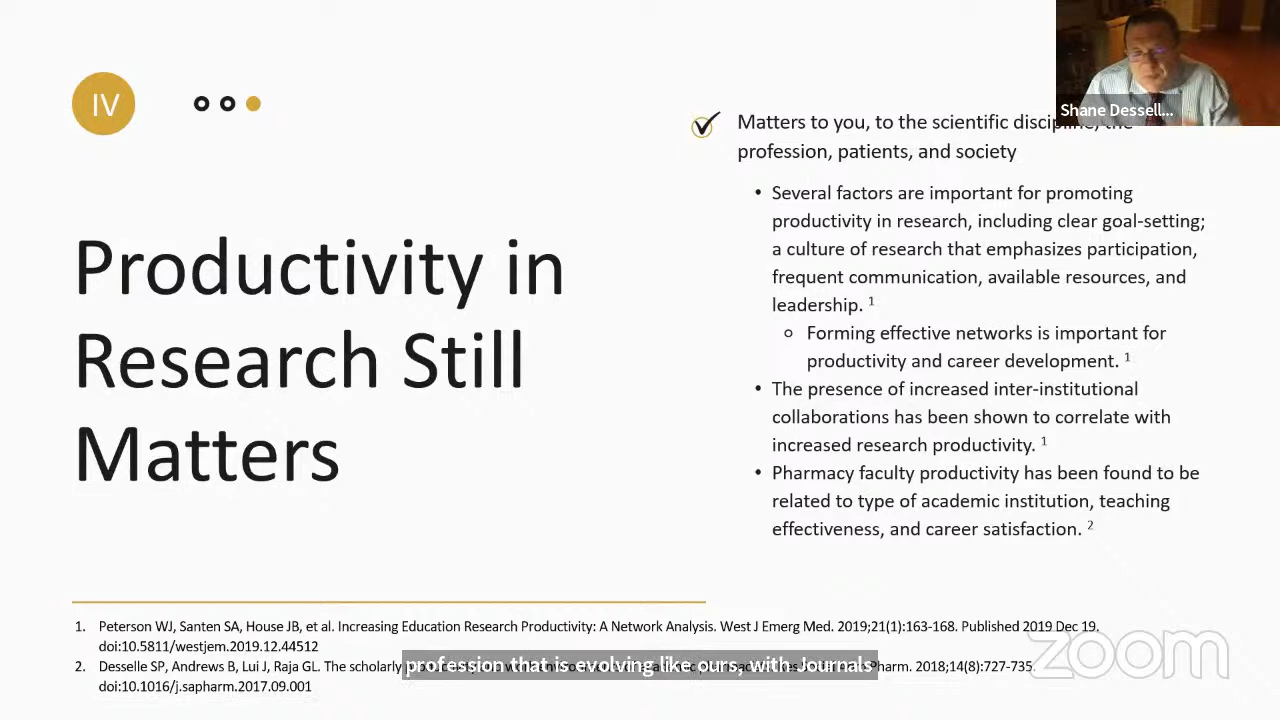 IV
Productivity in
Research Still
Matters
Matters to you, to the scientific discipline, the
profession, patients, and society
• Several factors are important for promoting
productivity in research, including clear goal-setting;
a culture of research that emphasizes participation,
frequent communication, available resources, and
leadership. 1
Forming effective networks is important for
productivity and career development. 1
• The presence of increased inter-institutional
collaborations has been shown to correlate with
increased research productivity. 1
• Pharmacy faculty productivity has been found to be
related to type of academic institution, teaching
effectiveness, and career satisfaction. 2
Shane Dessell...
1. Peterson WJ, Santen SA, House JB, et al. Increasing Education Research Productivity: A Network Analysis. West J Emerg Med. 2019;21(1):163-168. Published 2019 Dec 19.
doi:10.5811/westjem.2019.12.44512
2. Desselle SP, Andrews B, Lui J, Raja GL. The scholarly Pharm. 2018;14(8):727-735.
doi:10.1016/j.sapharm.2017.09.001
profession that is evolving like ours, with Journals
zoom